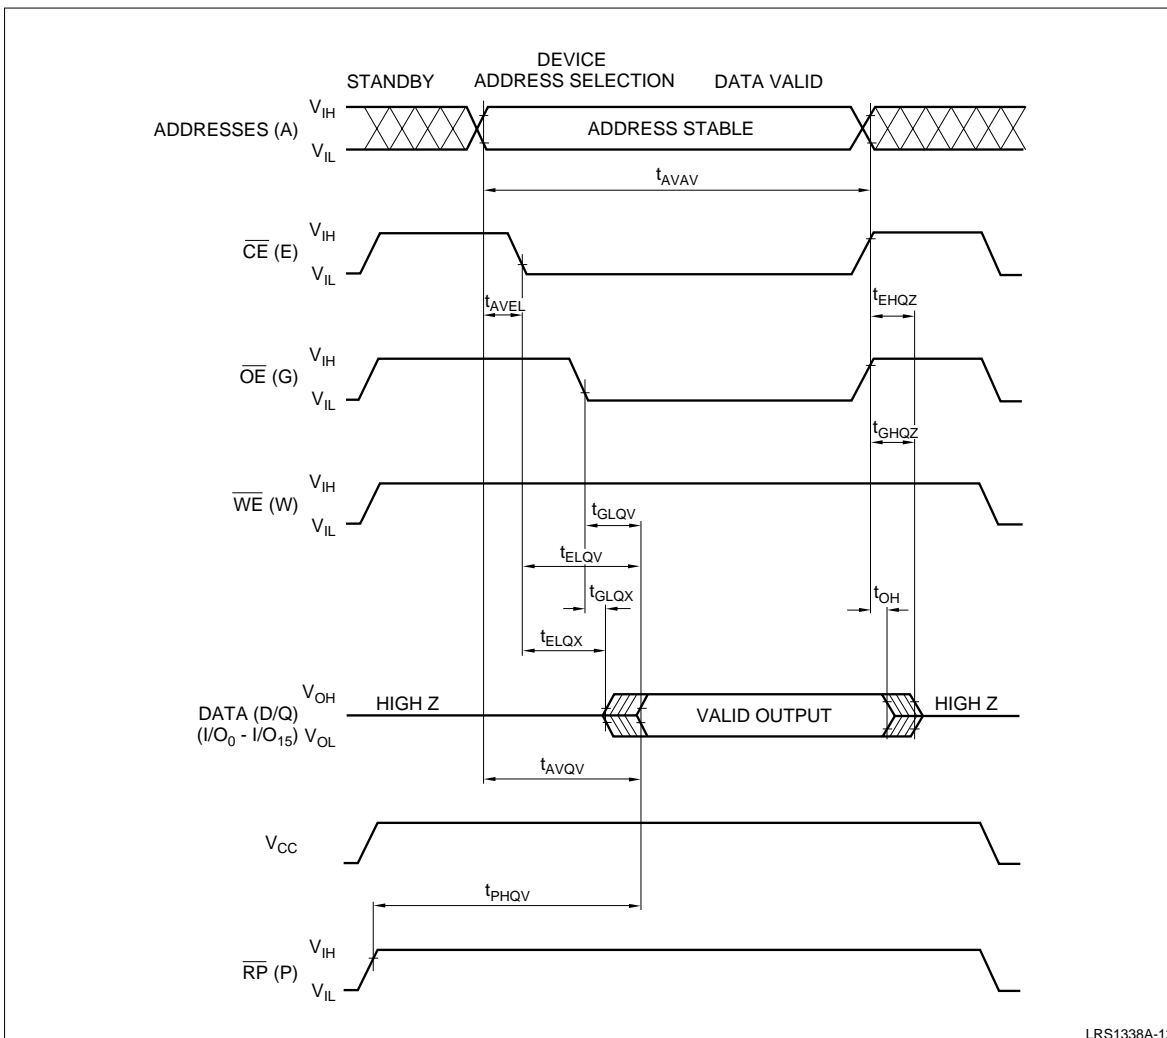 DEVICE
STANDBY ADDRESS SELECTION DATA VALID
VIH
ADDRESSES (A) ADDRESS STABLE
VIL
tAVAV
VIH
CE (E)
VIL
tAVEL tEHQZ
VIH
OE (G)
VIL
tGHQZ
VIH
WE (W)
VIL
tGLQV
tELQV
tGLQX tOH
tELQX
VOH HIGH Z
DATA (D/Q) VALID OUTPUT HIGH Z
(I/O0 - I/O15) VOL
tAVQV
VCC
tPHQV
VIH
RP (P)
VIL